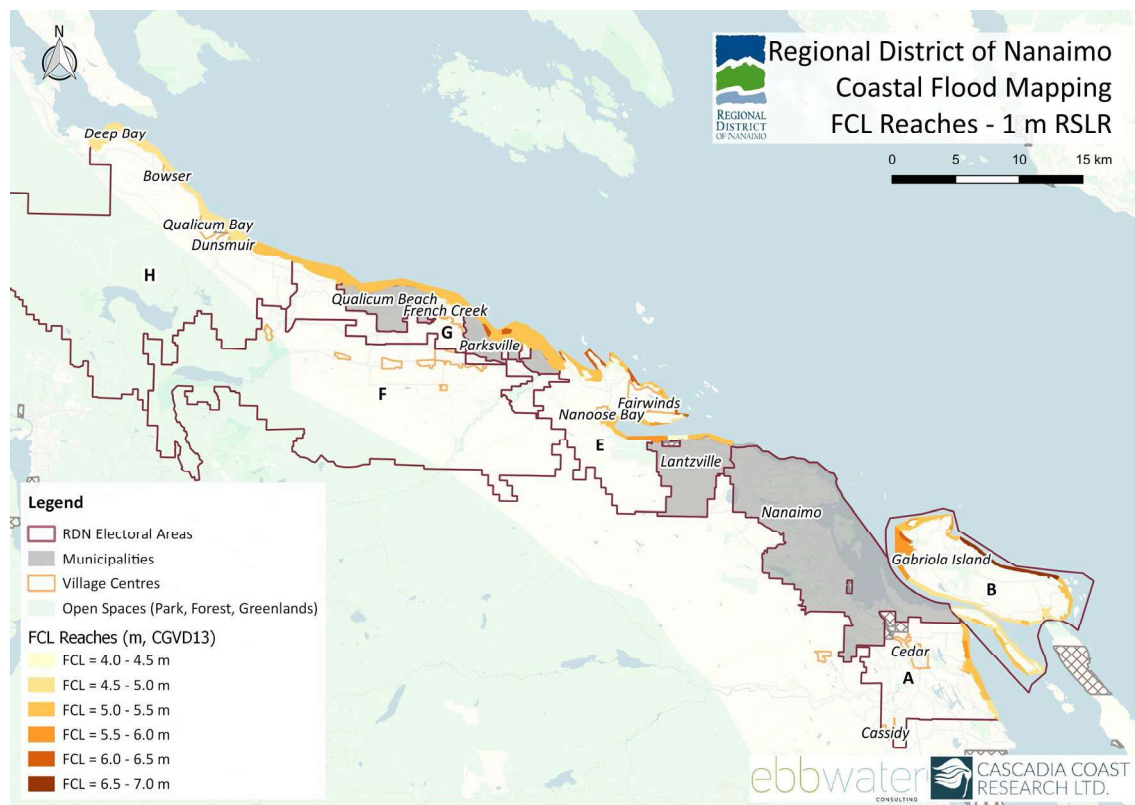 N
Regional District of Nanaimo
Coastal Flood Mapping
FCL Reaches - 1 m RSLR
REGIONAL
DISTRICT
OF NANAIMO
0 5 10 15 km
Deep Bay
Bowser
Qualicum Bay
Dunsmuir
H
Qualicum Beach
French Creek
G
Parksville
F
Fairwinds
Nanoose Bay
E
Lantzville
Nanaimo
Gabriola Island
B
Cedar
A
Cassidy
Legend
RDN Electoral Areas
Municipalities
Village Centres
Open Spaces (Park, Forest, Greenlands)
FCL Reaches (m, CGVD13)
FCL = 4.0 - 4.5 m
FCL = 4.5 - 5.0 m
FCL = 5.0 - 5.5 m
FCL = 5.5 - 6.0 m
FCL = 6.0 - 6.5 m
FCL = 6.5 - 7.0 m
ebbwater
CONSULTING
CASCADIA COAST
RESEARCH LTD.